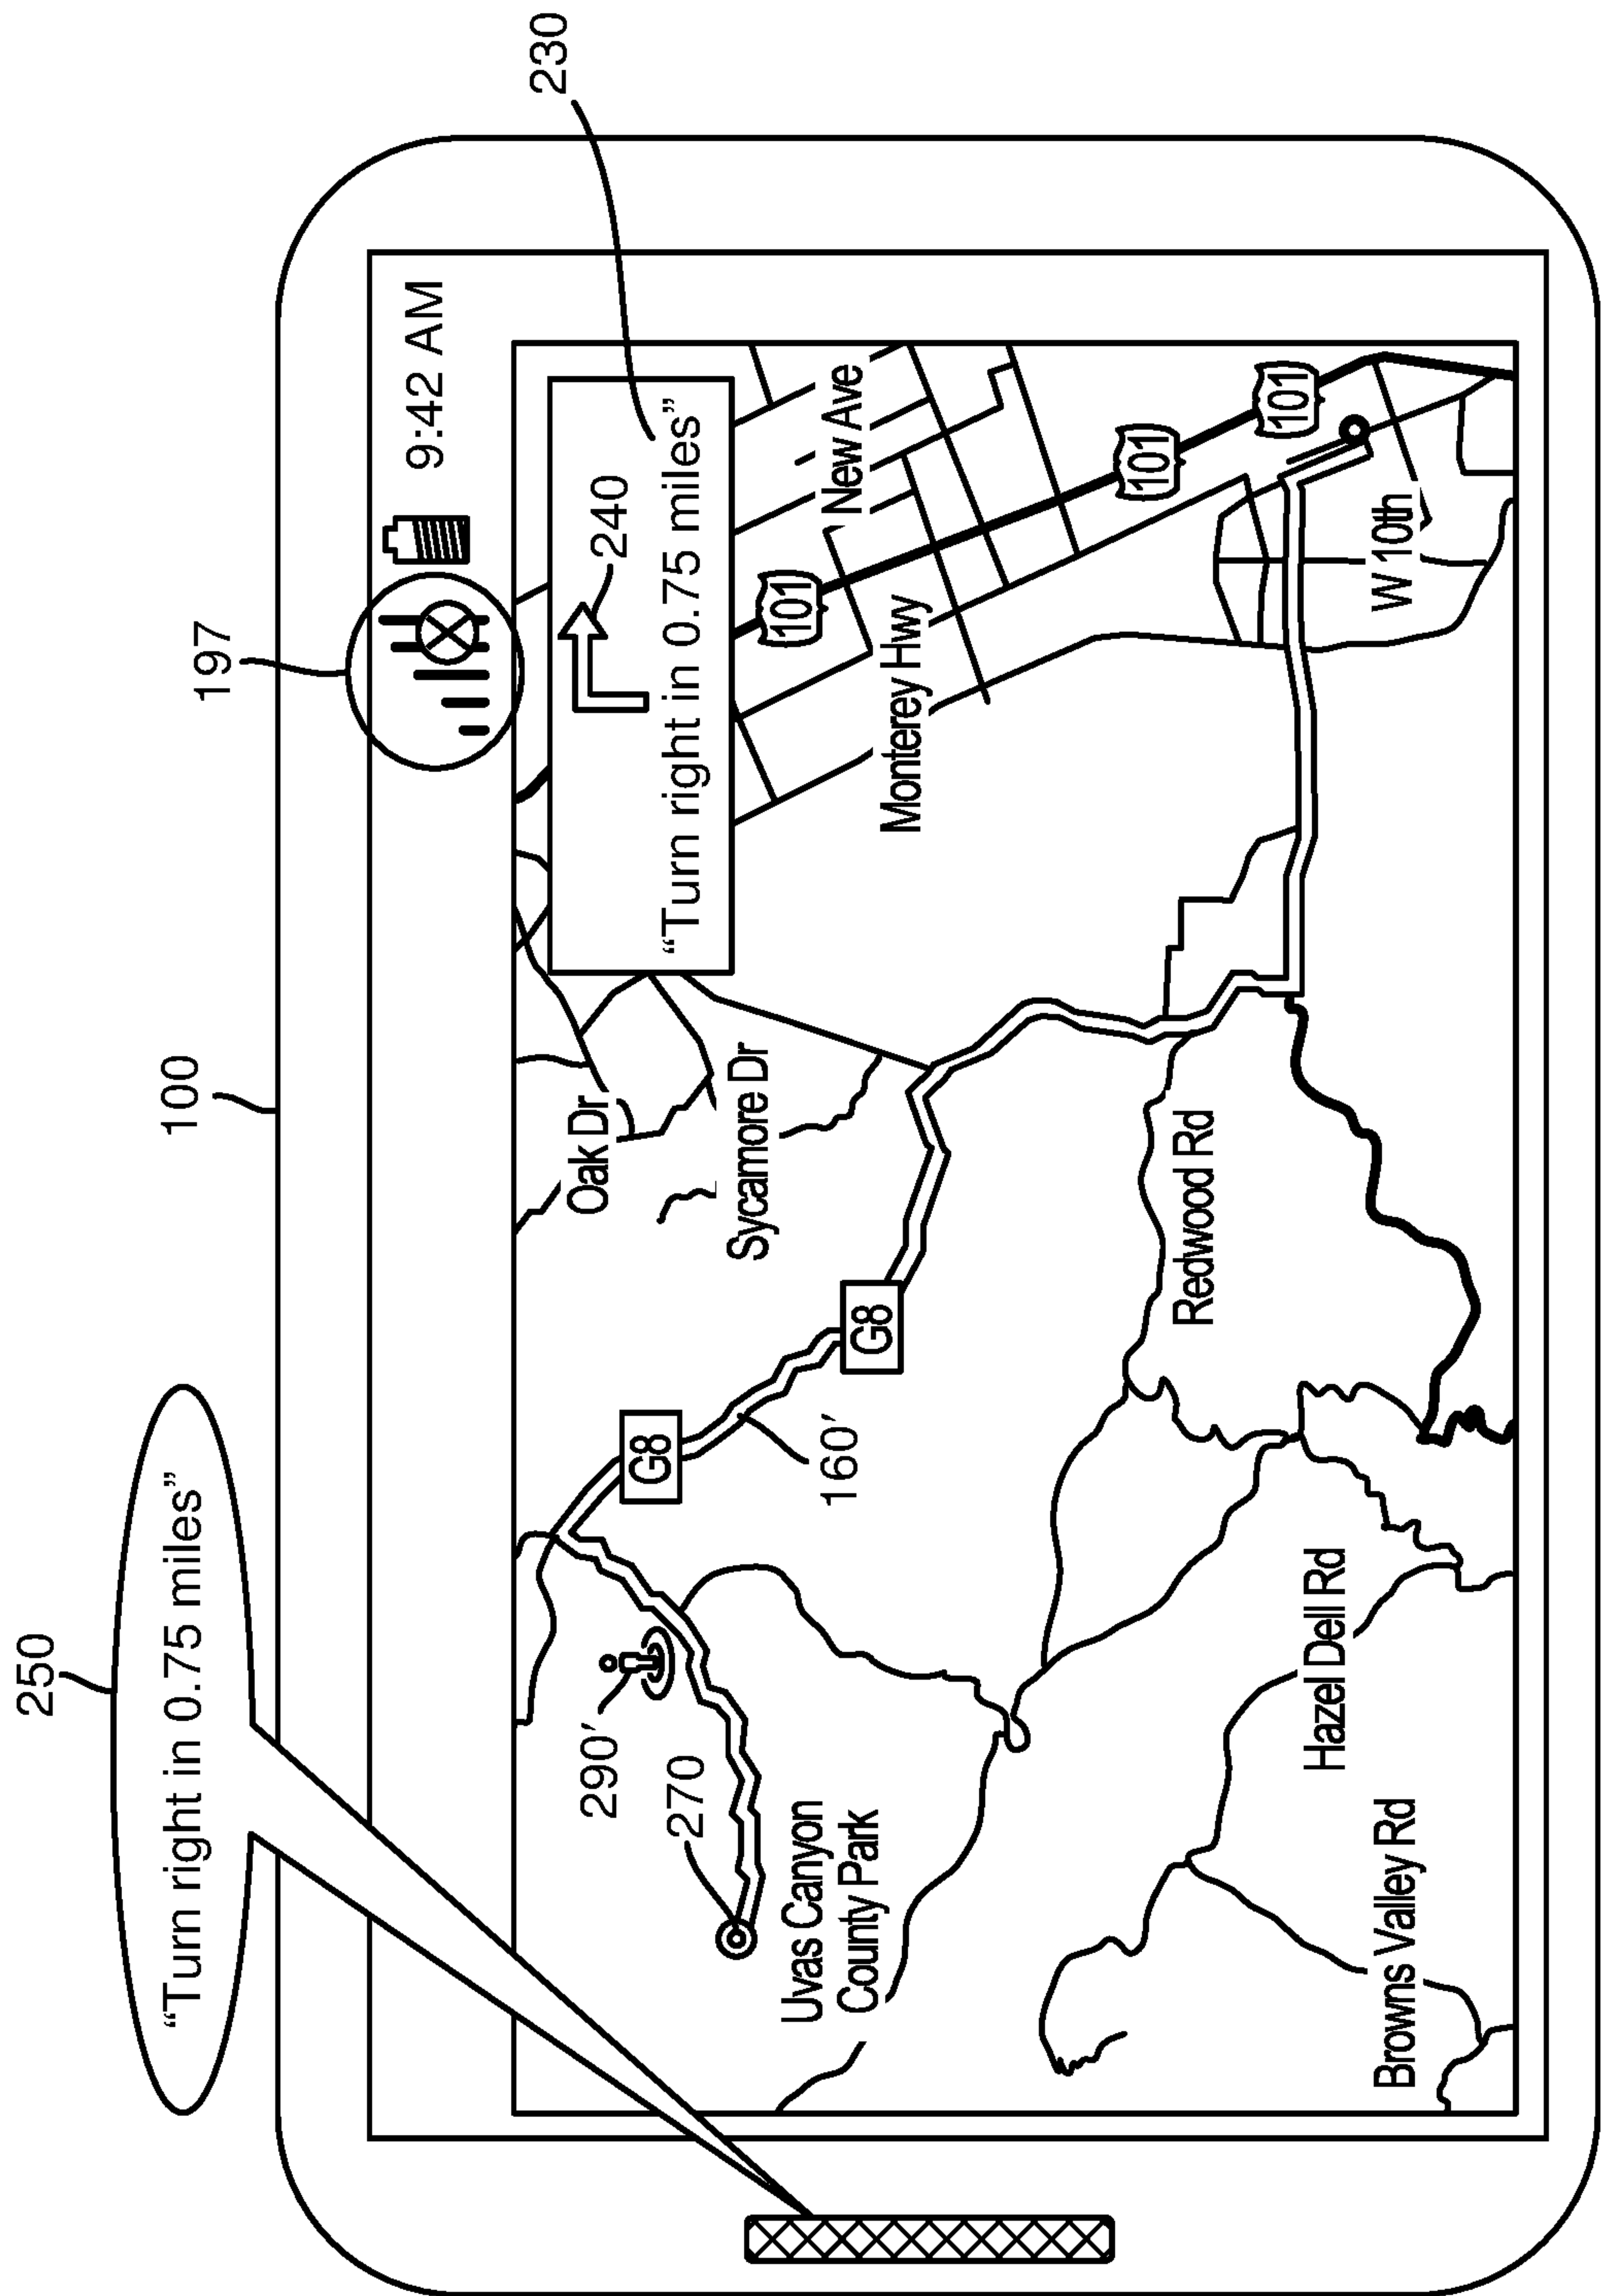 250
“Turn right in 0.75 miles”
100
197
9:42 AM
230
240
“Turn right in 0.75 miles”
Oak Dr
G8
290′
270
Sycamore Dr
101
New Ave
Uvas Canyon
County Park
160′
G8
Monterey Hwy
101
Redwood Rd
101
Hazel Dell Rd
W 10th
Browns Valley Rd